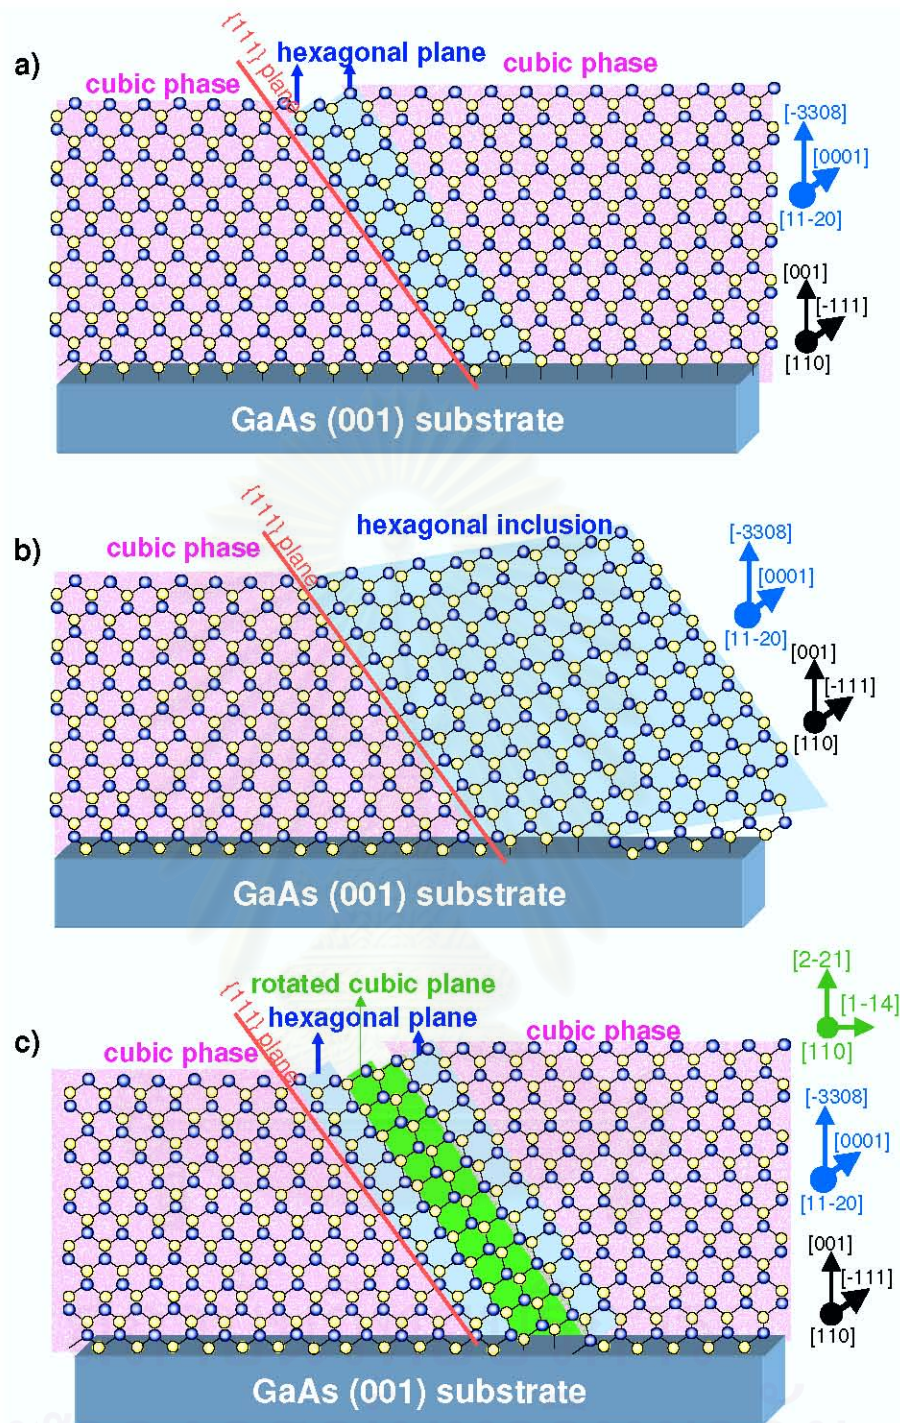 a)
{111} plane
hexagonal plane
cubic phase
cubic phase
[-3308]
[0001]
[11-20]
[001]
[-111]
[110]
GaAs (001) substrate
b)
{111} plane
hexagonal inclusion
cubic phase
[-3308]
[0001]
[11-20]
[001]
[-111]
[110]
GaAs (001) substrate
c)
{111} plane
rotated cubic plane
hexagonal plane
cubic phase
cubic phase
[2-21]
[1-14]
[110]
[-3308]
[0001]
[11-20]
[001]
[-111]
[110]
GaAs (001) substrate